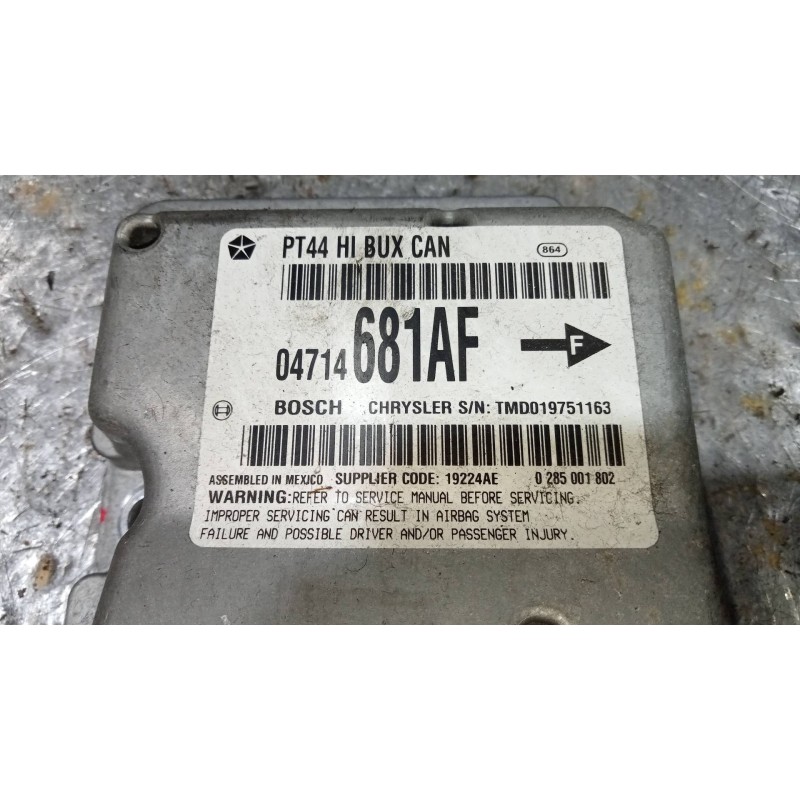 PT44 HI BUX CAN 864
04714 681AF F
BOSCH CHRYSLER S/N: TMD019751163
ASSEMBLED IN MEXICO SUPPLIER CODE: 19224AE 0 285 001 802
WARNING:REFER TO SERVICE MANUAL BEFORE SERVICING.
IMPROPER SERVICING CAN RESULT IN AIRBAG SYSTEM
FAILURE AND POSSIBLE DRIVER AND/OR PASSENGER INJURY.